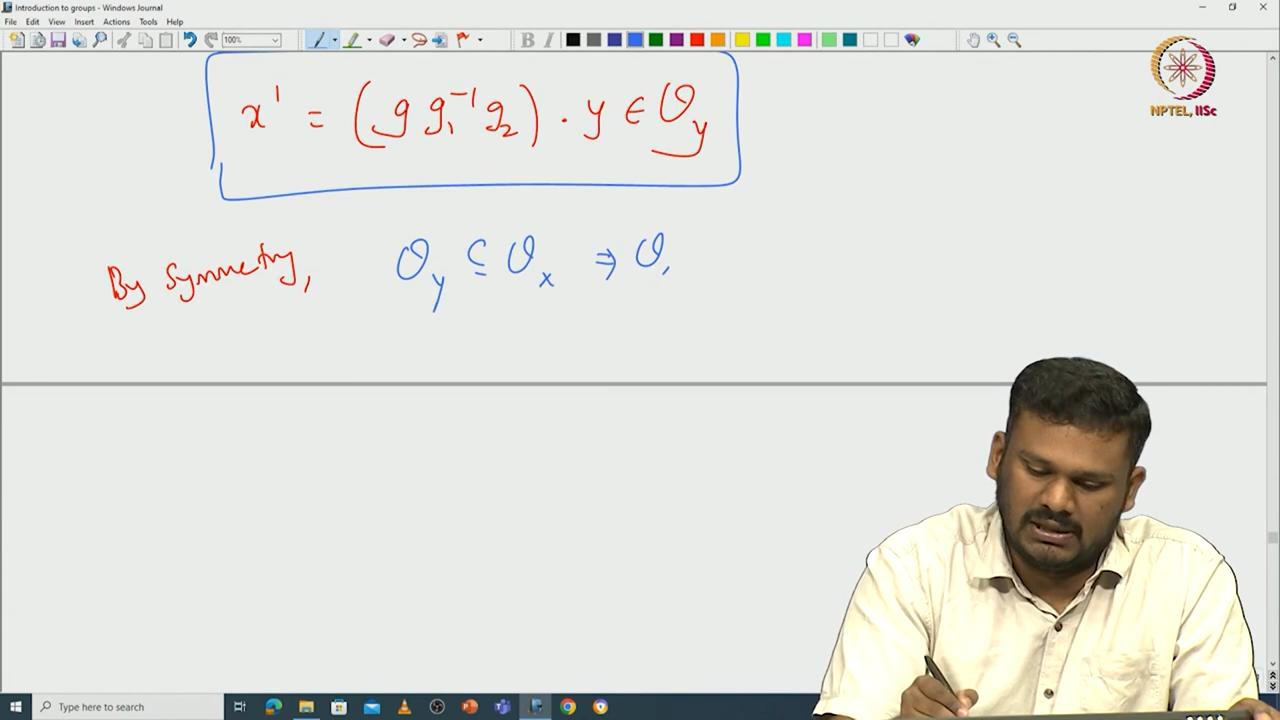 Introduction to groups - Windows Journal
File Edit View Insert Actions Tools Help
100%
B I
x' = (g g₁⁻¹ g₂) · y ∈ O_y
NPTEL, IISc
By Symmetry, O_y ⊆ O_x ⇒ O
Type here to search